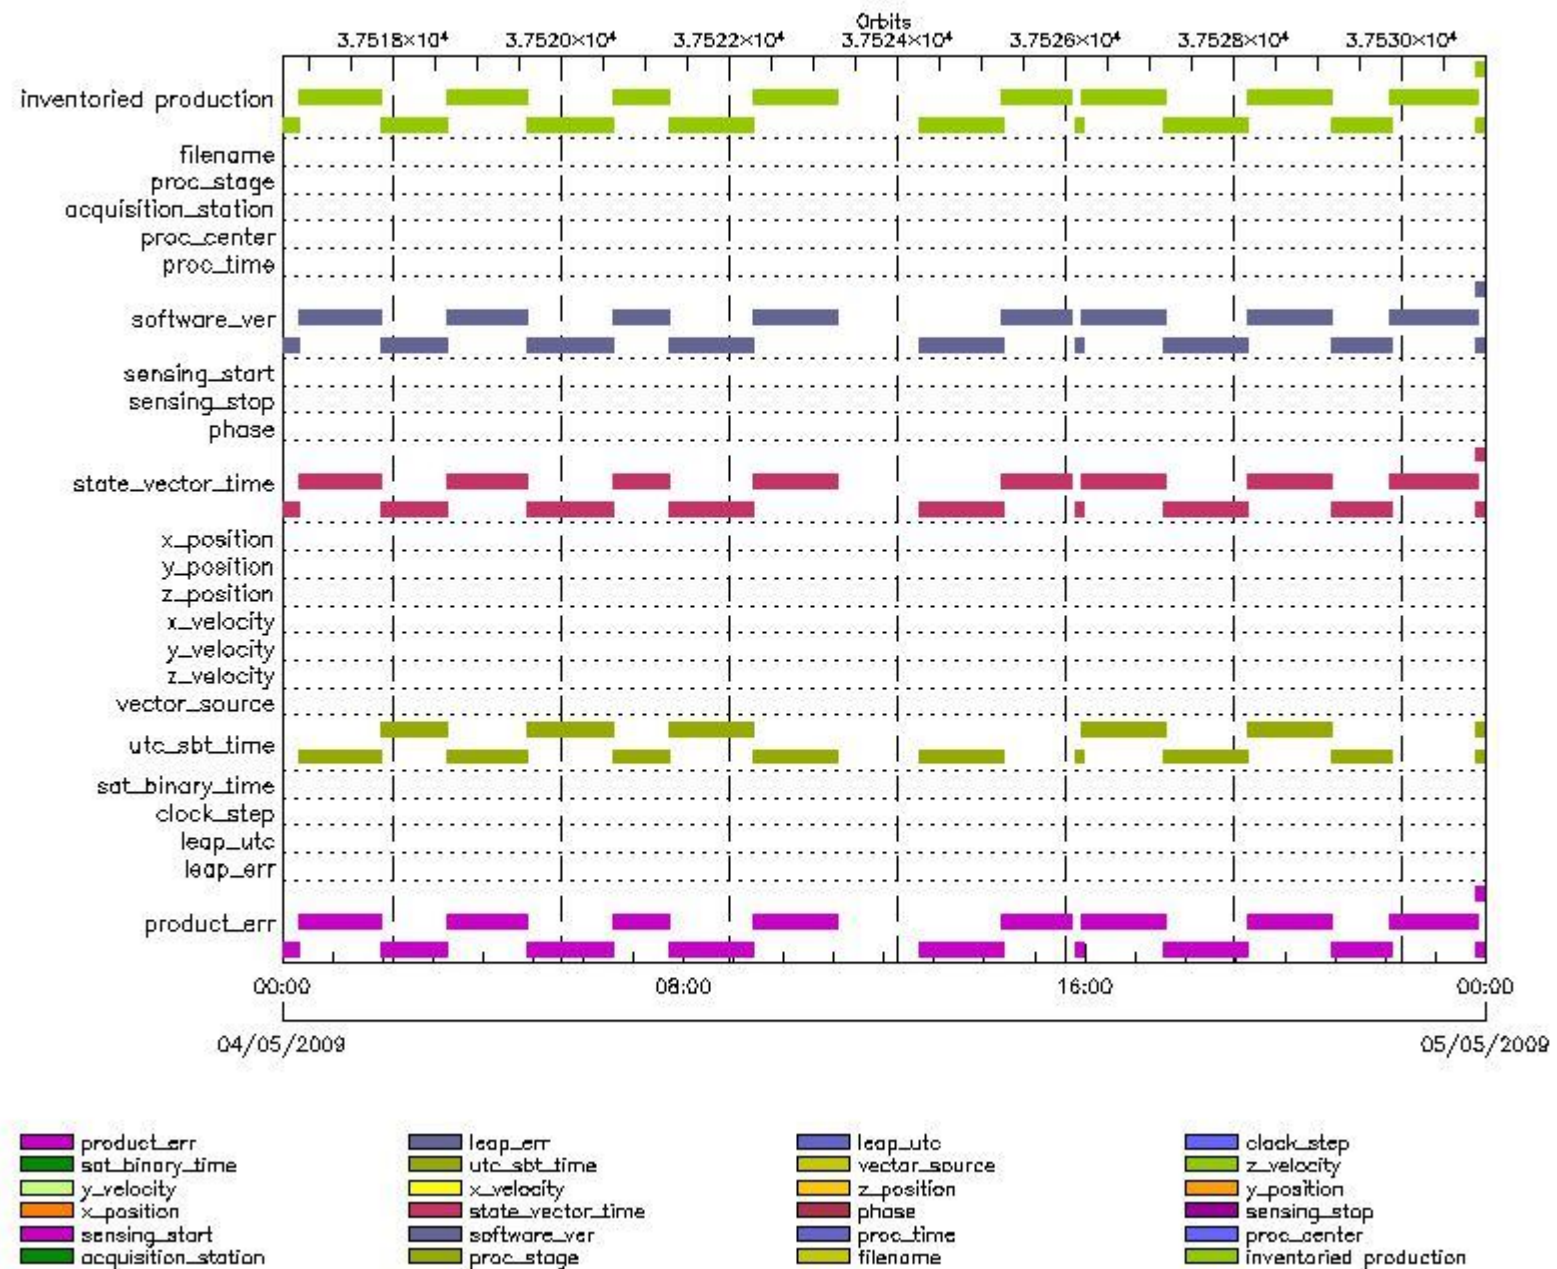 Orbits
3.7518×10⁴ 3.7520×10⁴ 3.7522×10⁴ 3.7524×10⁴ 3.7526×10⁴ 3.7528×10⁴ 3.7530×10⁴
inventoried production
filename
proc_stage
acquisition_station
proc_center
proc_time
software_ver
sensing_start
sensing_stop
phase
state_vector_time
x_position
y_position
z_position
x_velocity
y_velocity
z_velocity
vector_source
utc_sbt_time
sat_binary_time
clock_step
leap_utc
leap_err
product_err
00:00 08:00 16:00 00:00
04/05/2009 05/05/2009
product_err leap_err leap_utc clock_step
sat_binary_time utc_sbt_time vector_source z_velocity
y_velocity x_velocity z_position y_position
x_position state_vector_time phase sensing_stop
sensing_start software_ver proc_time proc_center
acquisition_station proc_stage filename inventoried production